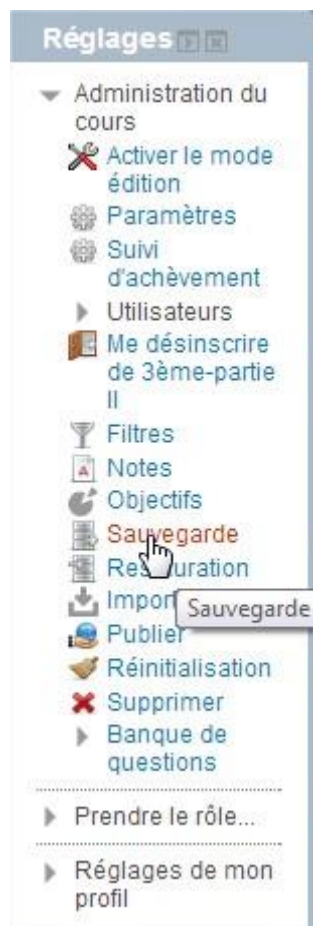 Réglages
Administration du
cours
Activer le mode
édition
Paramètres
Suivi
d'achèvement
Utilisateurs
Me désinscrire
de 3ème-partie
II
Filtres
Notes
Objectifs
Sauvegarde
Import
Sauvegarde
Publier
Réinitialisation
Supprimer
Banque de
questions
Prendre le rôle...
Réglages de mon
profil